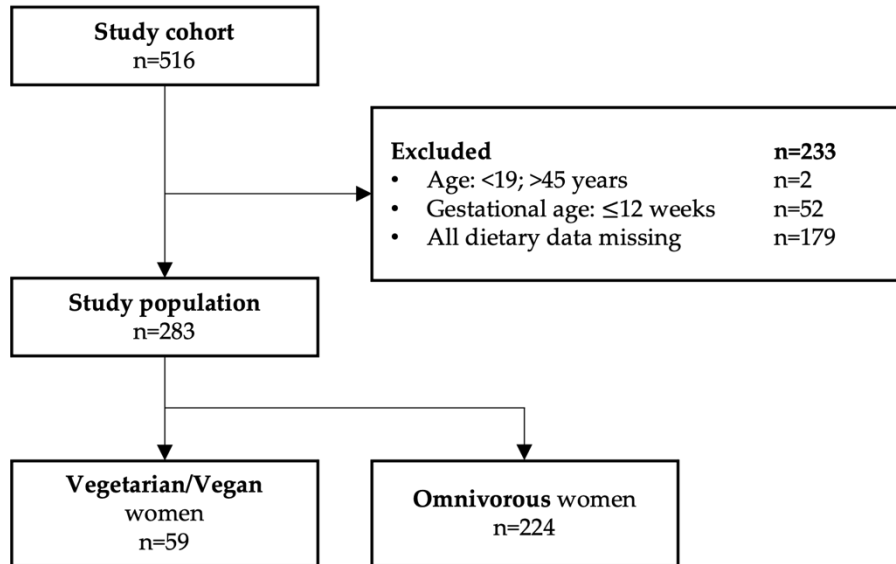 Study cohort
n=516
Excluded n=233
• Age: <19; >45 years n=2
• Gestational age: ≤12 weeks n=52
• All dietary data missing n=179
Study population
n=283
Vegetarian/Vegan
women
n=59
Omnivorous women
n=224